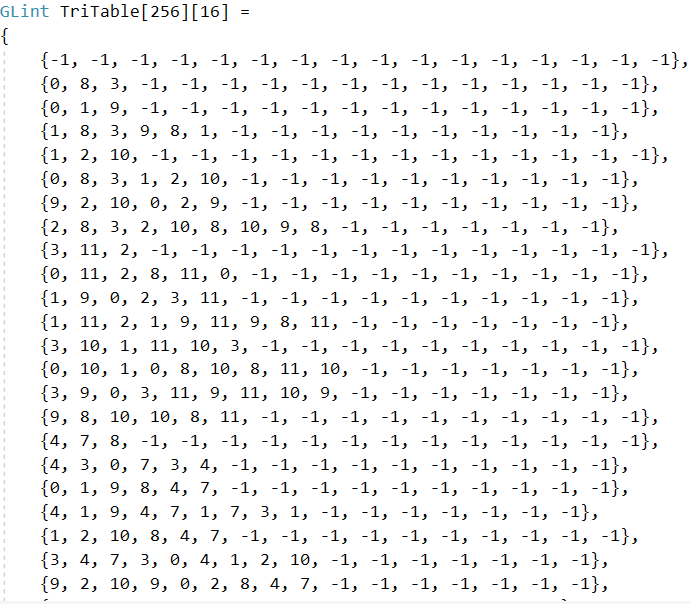 GLint TriTable[256][16] =
{
{-1, -1, -1, -1, -1, -1, -1, -1, -1, -1, -1, -1, -1, -1, -1, -1},
{0, 8, 3, -1, -1, -1, -1, -1, -1, -1, -1, -1, -1, -1, -1, -1},
{0, 1, 9, -1, -1, -1, -1, -1, -1, -1, -1, -1, -1, -1, -1, -1},
{1, 8, 3, 9, 8, 1, -1, -1, -1, -1, -1, -1, -1, -1, -1, -1},
{1, 2, 10, -1, -1, -1, -1, -1, -1, -1, -1, -1, -1, -1, -1, -1},
{0, 8, 3, 1, 2, 10, -1, -1, -1, -1, -1, -1, -1, -1, -1, -1},
{9, 2, 10, 0, 2, 9, -1, -1, -1, -1, -1, -1, -1, -1, -1, -1},
{2, 8, 3, 2, 10, 8, 10, 9, 8, -1, -1, -1, -1, -1, -1, -1},
{3, 11, 2, -1, -1, -1, -1, -1, -1, -1, -1, -1, -1, -1, -1, -1},
{0, 11, 2, 8, 11, 0, -1, -1, -1, -1, -1, -1, -1, -1, -1, -1},
{1, 9, 0, 2, 3, 11, -1, -1, -1, -1, -1, -1, -1, -1, -1, -1},
{1, 11, 2, 1, 9, 11, 9, 8, 11, -1, -1, -1, -1, -1, -1, -1},
{3, 10, 1, 11, 10, 3, -1, -1, -1, -1, -1, -1, -1, -1, -1, -1},
{0, 10, 1, 0, 8, 10, 8, 11, 10, -1, -1, -1, -1, -1, -1, -1},
{3, 9, 0, 3, 11, 9, 11, 10, 9, -1, -1, -1, -1, -1, -1, -1},
{9, 8, 10, 10, 8, 11, -1, -1, -1, -1, -1, -1, -1, -1, -1, -1},
{4, 7, 8, -1, -1, -1, -1, -1, -1, -1, -1, -1, -1, -1, -1, -1},
{4, 3, 0, 7, 3, 4, -1, -1, -1, -1, -1, -1, -1, -1, -1, -1},
{0, 1, 9, 8, 4, 7, -1, -1, -1, -1, -1, -1, -1, -1, -1, -1},
{4, 1, 9, 4, 7, 1, 7, 3, 1, -1, -1, -1, -1, -1, -1, -1},
{1, 2, 10, 8, 4, 7, -1, -1, -1, -1, -1, -1, -1, -1, -1, -1},
{3, 4, 7, 3, 0, 4, 1, 2, 10, -1, -1, -1, -1, -1, -1, -1},
{9, 2, 10, 9, 0, 2, 8, 4, 7, -1, -1, -1, -1, -1, -1, -1},